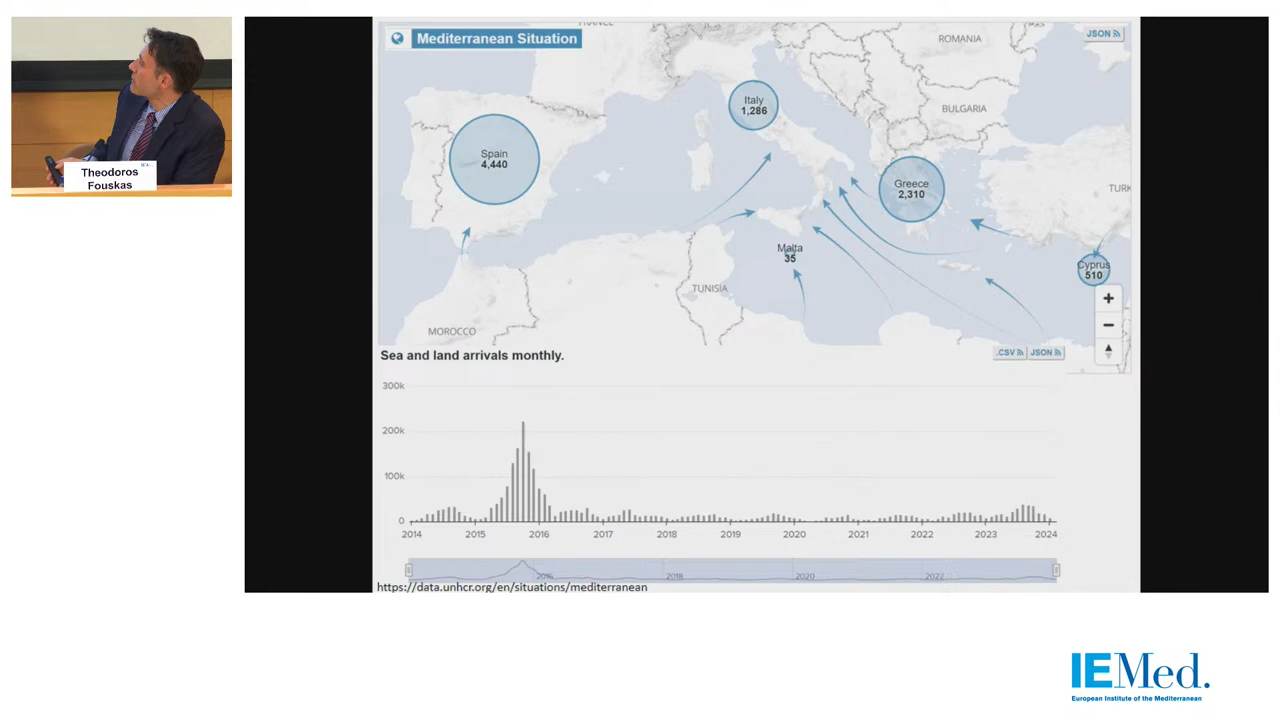 Theodoros
Fouskas
Mediterranean Situation
JSON
FRANCE
ROMANIA
BULGARIA
Italy
1,286
Spain
4,440
Greece
2,310
TURK
Malta
35
Cyprus
510
TUNISIA
MOROCCO
+
−
Sea and land arrivals monthly.
.CSV
JSON
300k
200k
100k
0
2014
2015
2016
2017
2018
2019
2020
2021
2022
2023
2024
2016
2018
2020
2022
https://data.unhcr.org/en/situations/mediterranean
IEMed.
European Institute of the Mediterranean